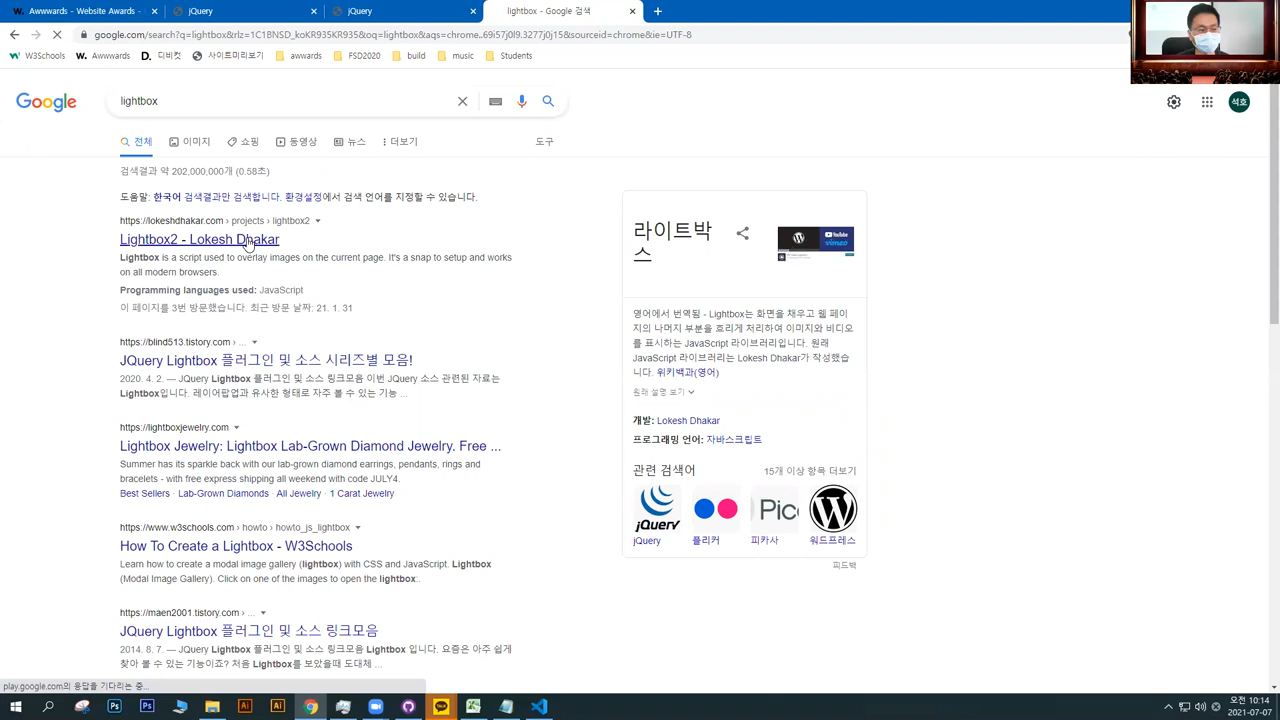 Awwwards - Website Awards -
jQuery
jQuery
lightbox - Google 검색
google.com/search?q=lightbox&rlz=1C1BNSD_koKR935KR935&oq=lightbox&aqs=chrome..69i57j0l9.3277j0j15&sourceid=chrome&ie=UTF-8
W3Schools
Awwwards
디비컷
사이트미리보기
awwards
FSD2020
build
music
Students
Google
lightbox
석호
전체
이미지
쇼핑
동영상
뉴스
더보기
도구
검색결과 약 202,000,000개 (0.58초)
도움말: 한국어 검색결과만 검색합니다. 환경설정에서 검색 언어를 지정할 수 있습니다.
https://lokeshdhakar.com › projects › lightbox2
Lightbox2 - Lokesh Dhakar
Lightbox is a script used to overlay images on the current page. It's a snap to setup and works
on all modern browsers.
Programming languages used: JavaScript
이 페이지를 3번 방문했습니다. 최근 방문 날짜: 21. 1. 31
https://blind513.tistory.com › ...
JQuery Lightbox 플러그인 및 소스 시리즈별 모음!
2020. 4. 2. — JQuery Lightbox 플러그인 및 소스 링크모음 이번 JQuery 소스 관련된 자료는
Lightbox입니다. 레이어팝업과 유사한 형태로 자주 볼 수 있는 기능 ...
https://lightboxjewelry.com
Lightbox Jewelry: Lightbox Lab-Grown Diamond Jewelry. Free ...
Summer has its sparkle back with our lab-grown diamond earrings, pendants, rings and
bracelets - with free express shipping all weekend with code JULY4.
Best Sellers · Lab-Grown Diamonds · All Jewelry · 1 Carat Jewelry
https://www.w3schools.com › howto › howto_js_lightbox
How To Create a Lightbox - W3Schools
Learn how to create a modal image gallery (lightbox) with CSS and JavaScript. Lightbox
(Modal Image Gallery). Click on one of the images to open the lightbox:.
https://maen2001.tistory.com › ...
JQuery Lightbox 플러그인 및 소스 링크모음
2014. 8. 7. — JQuery Lightbox 플러그인 및 소스 링크모음 Lightbox 입니다. 요즘은 아주 쉽게
찾아 볼 수 있는 기능이죠? 처음 Lightbox를 보았을때 도대체 ...
라이트박
스
YouTube
vimeo
영어에서 번역됨 - Lightbox는 화면을 채우고 웹 페이
지의 나머지 부분을 흐리게 처리하여 이미지와 비디오
를 표시하는 JavaScript 라이브러리입니다. 원래
JavaScript 라이브러리는 Lokesh Dhakar가 작성했습
니다. 위키백과(영어)
원래 설명 보기
개발: Lokesh Dhakar
프로그래밍 언어: 자바스크립트
관련 검색어
15개 이상 항목 더보기
jQuery
Pic
jQuery
플리커
피카사
워드프레스
피드백
play.google.com의 응답을 기다리는 중...
Ps
Ps
Ai
Ai
TALK
오전 10:14
2021-07-07